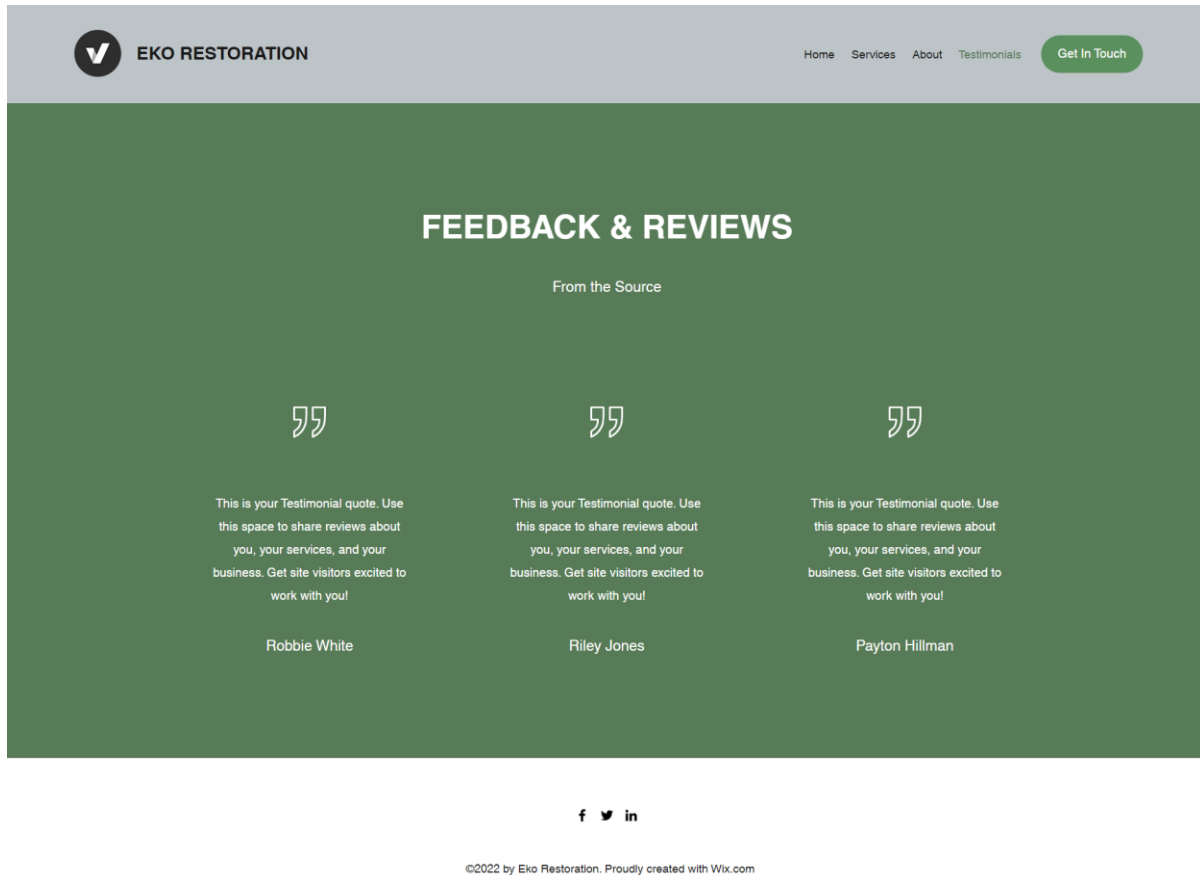 EKO RESTORATION
Home Services About Testimonials Get In Touch
FEEDBACK & REVIEWS
From the Source
This is your Testimonial quote. Use
this space to share reviews about
you, your services, and your
business. Get site visitors excited to
work with you!
Robbie White
This is your Testimonial quote. Use
this space to share reviews about
you, your services, and your
business. Get site visitors excited to
work with you!
Riley Jones
This is your Testimonial quote. Use
this space to share reviews about
you, your services, and your
business. Get site visitors excited to
work with you!
Payton Hillman
©2022 by Eko Restoration. Proudly created with Wix.com